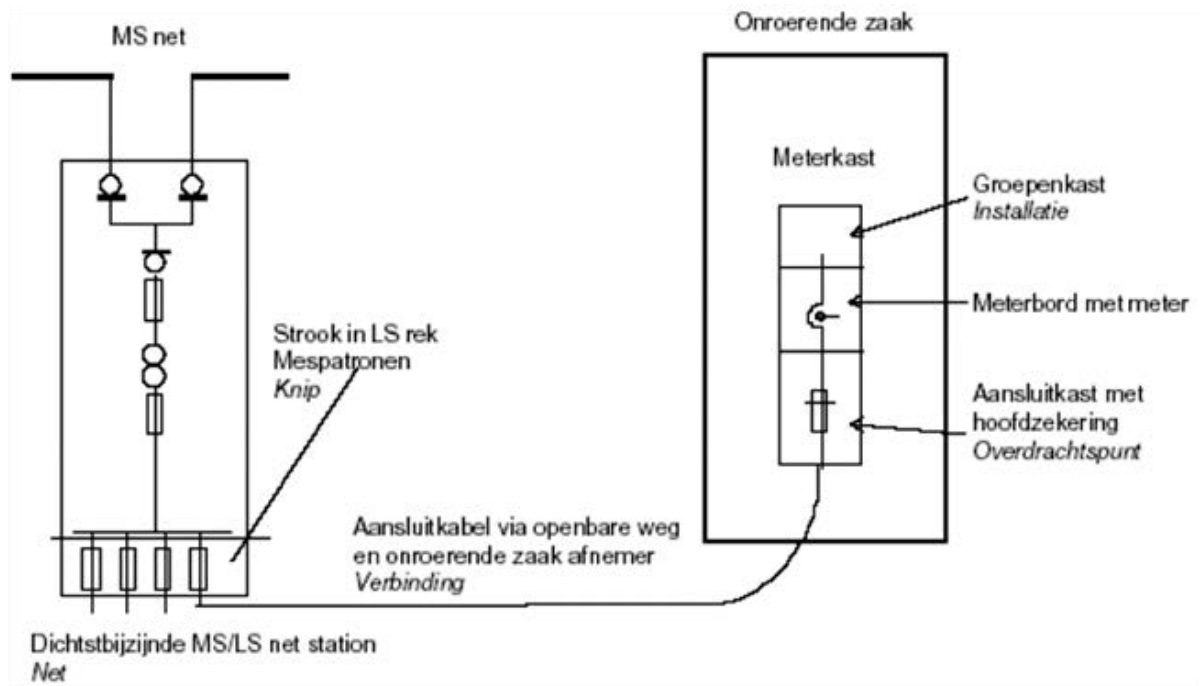 MS net
Onroerende zaak
Meterkast
Groepenkast
Installatie
Meterbord met meter
Strook in LS rek
Mespatronen
Knip
Aansluitkast met
hoofdzekering
Overdrachtspunt
Aansluitkabel via openbare weg
en onroerende zaak afnemer
Verbinding
Dichtstbijzijnde MS/LS net station
Net